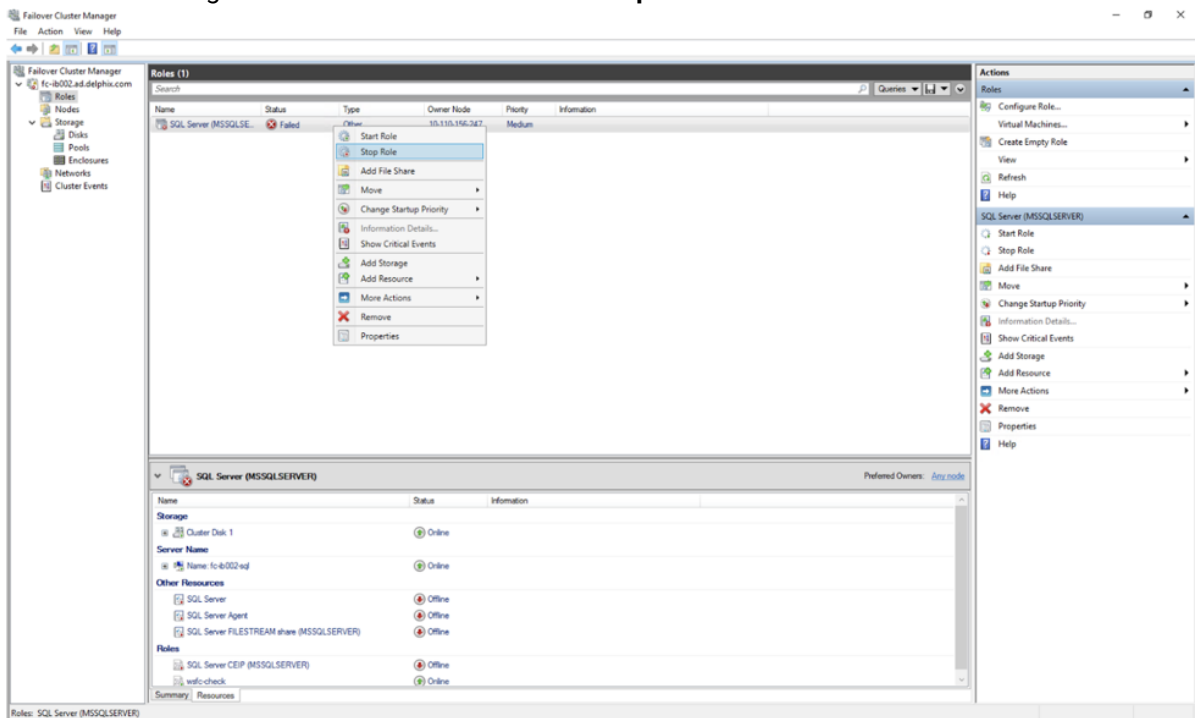 Failover Cluster Manager
File Action View Help
Failover Cluster Manager
fc-ib002.ad.delphix.com
Roles
Nodes
Storage
Disks
Pools
Enclosures
Networks
Cluster Events
Roles (1)
Search
Queries
Name Status Type Owner Node Priority Information
SQL Server (MSSQLSE... Failed Other 10-110-156-247 Medium
Start Role
Stop Role
Add File Share
Move
Change Startup Priority
Information Details...
Show Critical Events
Add Storage
Add Resource
More Actions
Remove
Properties
SQL Server (MSSQLSERVER)
Preferred Owners: Any node
Name Status Information
Storage
Cluster Disk 1 Online
Server Name
Name: fc-ib002-sql Online
Other Resources
SQL Server Offline
SQL Server Agent Offline
SQL Server FILESTREAM share (MSSQLSERVER) Offline
Roles
SQL Server CEIP (MSSQLSERVER) Offline
wsfc-check Online
Summary Resources
Actions
Roles
Configure Role...
Virtual Machines...
Create Empty Role
View
Refresh
Help
SQL Server (MSSQLSERVER)
Start Role
Stop Role
Add File Share
Move
Change Startup Priority
Information Details...
Show Critical Events
Add Storage
Add Resource
More Actions
Remove
Properties
Help
Roles: SQL Server (MSSQLSERVER)